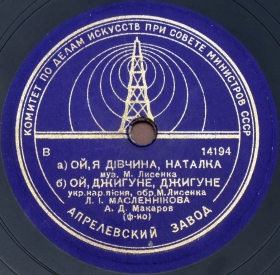 КОМИТЕТ ПО ДЕЛАМ ИСКУССТВ ПРИ СОВЕТЕ МИНИСТРОВ СССР
В 14194
а) ОЙ, Я ДІВЧИНА, НАТАЛКА
муз. М. Лисенка
б) ОЙ, ДЖИГУНЕ, ДЖИГУНЕ
укр. нар. пісня, обр. М. Лисенка
Л. І. МАСЛЕННІКОВА
А. Д. Макаров
(ф-но)
АПРЕЛЕВСКИЙ ЗАВОД